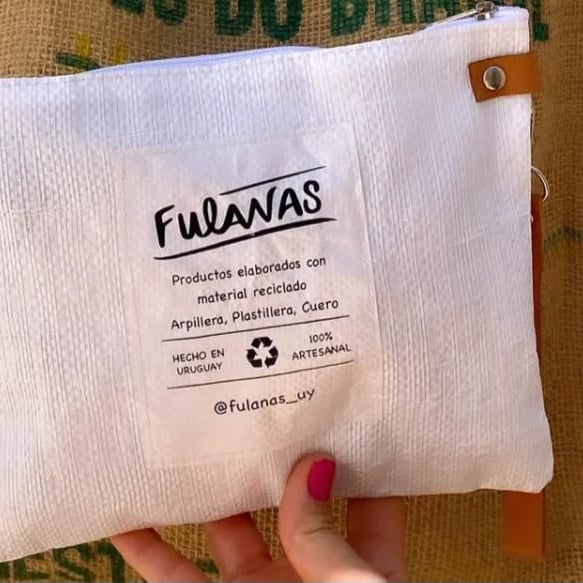 FULANAS
Productos elaborados con
material reciclado
Arpillera, Plastillera, Cuero
HECHO EN
URUGUAY
100%
ARTESANAL
@fulanas_uy